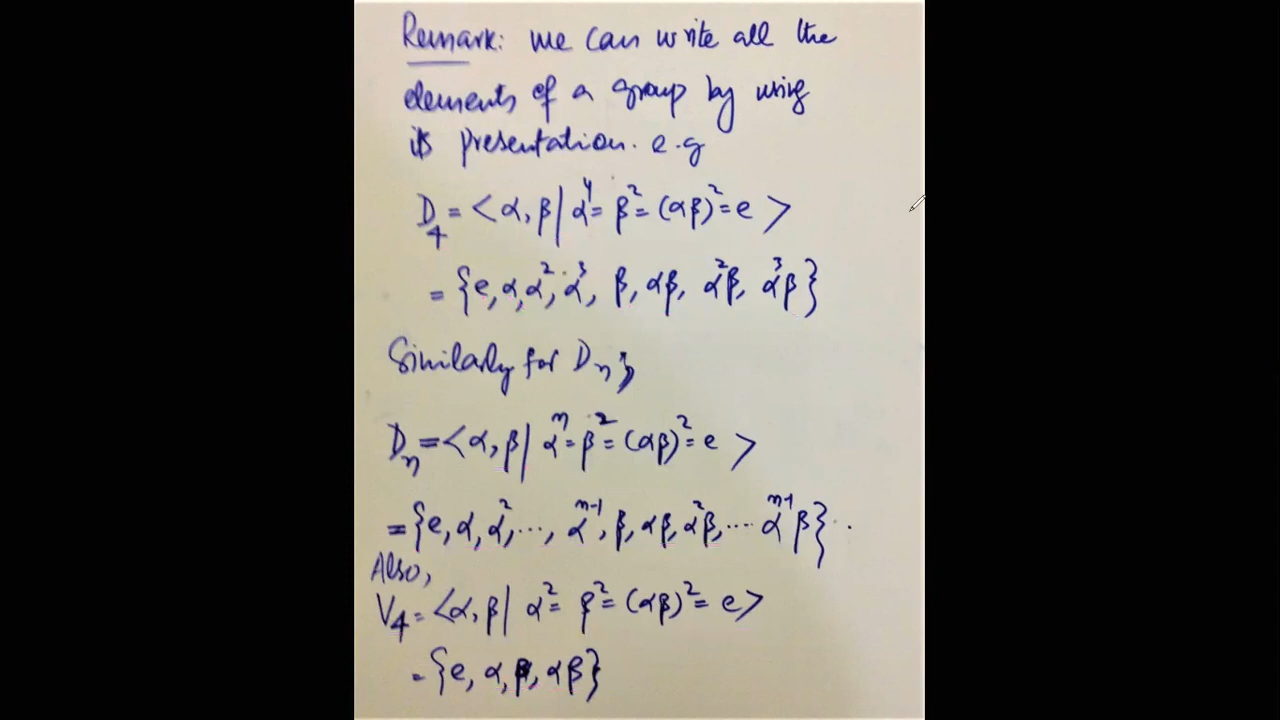 Remark: we can write all the
elements of a group by using
its presentation. e.g
D₄ = < α, β | α⁴ = β² = (αβ)² = e >
= {e, α, α², α³, β, αβ, α²β, α³β}
Similarly for Dₙ;
Dₙ = < α, β | αⁿ = β² = (αβ)² = e >
= {e, α, α², ..., αⁿ⁻¹, β, αβ, α²β, .... αⁿ⁻¹β}.
Also,
V₄ = < α, β | α² = β² = (αβ)² = e >
= {e, α, β, αβ}